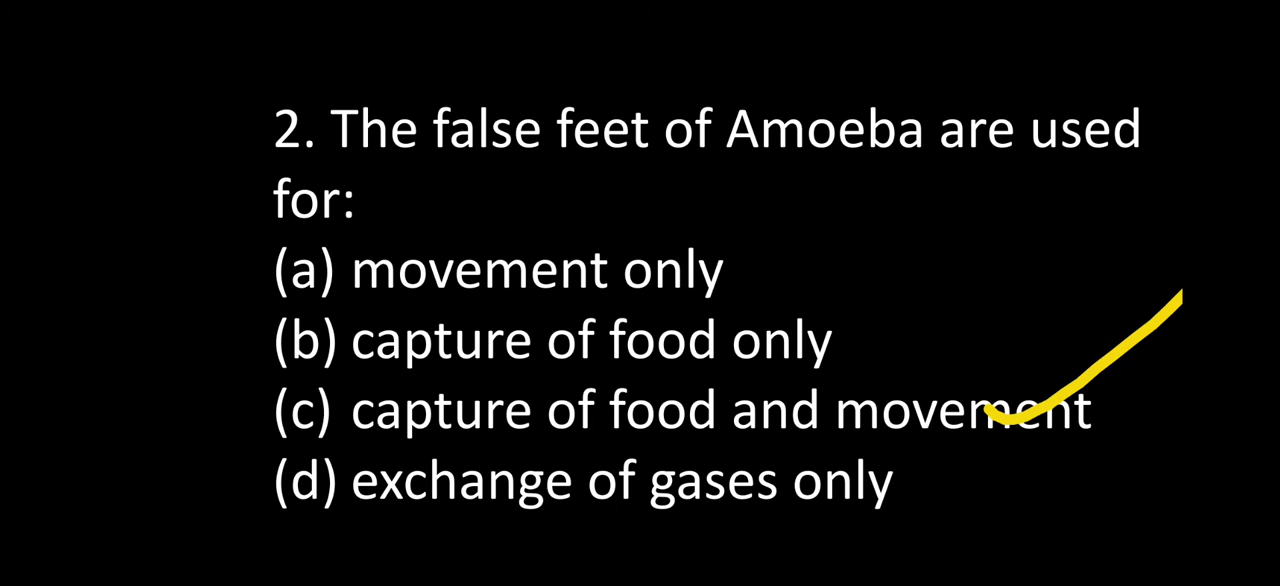 2. The false feet of Amoeba are used
for:
(a) movement only
(b) capture of food only
(c) capture of food and movement
(d) exchange of gases only